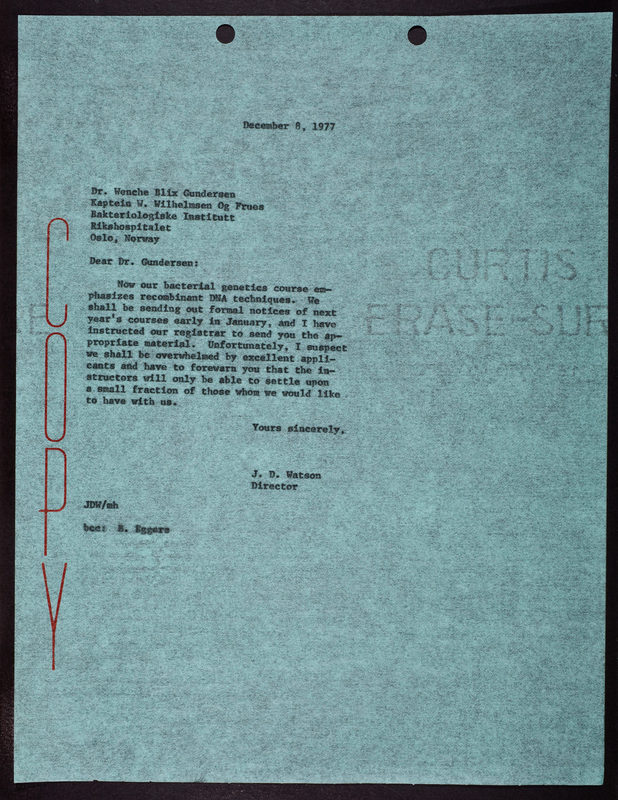 December 8, 1977
Dr. Wenche Blix Gundersen
Kaptein W. Wilhelmsen Og Frues
Bakteriologiske Institutt
Rikshospitalet
Oslo, Norway
Dear Dr. Gundersen:
Now our bacterial genetics course em-
phasizes recombinant DNA techniques. We
shall be sending out formal notices of next
year's courses early in January, and I have
instructed our registrar to send you the ap-
propriate material. Unfortunately, I suspect
we shall be overwhelmed by excellent appli-
cants and have to forewarn you that the in-
structors will only be able to settle upon
a small fraction of those whom we would like
to have with us.
Yours sincerely,
J. D. Watson
Director
JDW/mh
bcc: B. Eggers
COPY
CURTIS
ERASE-SUR